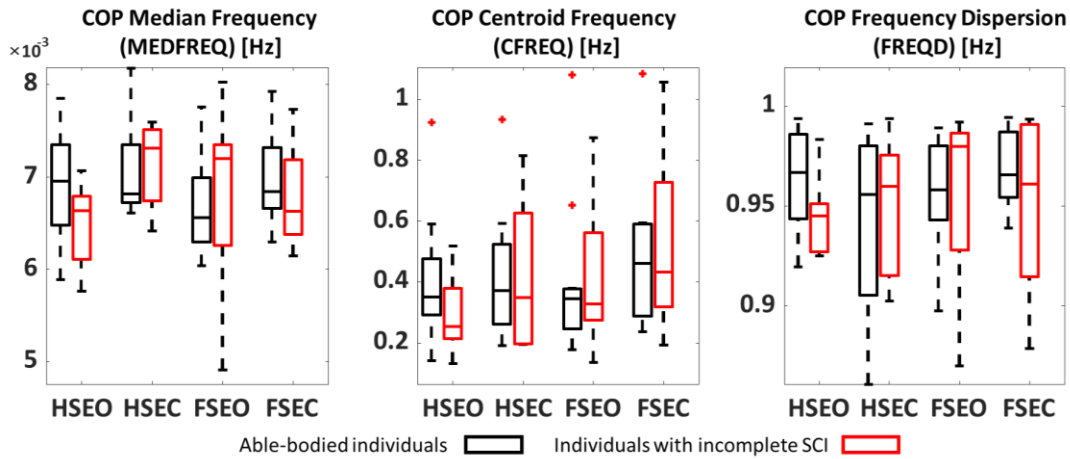 COP Median Frequency
(MEDFREQ) [Hz]
×10⁻³
8
7
6
5
HSEO HSEC FSEO FSEC
COP Centroid Frequency
(CFREQ) [Hz]
1
0.8
0.6
0.4
0.2
HSEO HSEC FSEO FSEC
COP Frequency Dispersion
(FREQD) [Hz]
1
0.95
0.9
HSEO HSEC FSEO FSEC
Able-bodied individuals Individuals with incomplete SCI